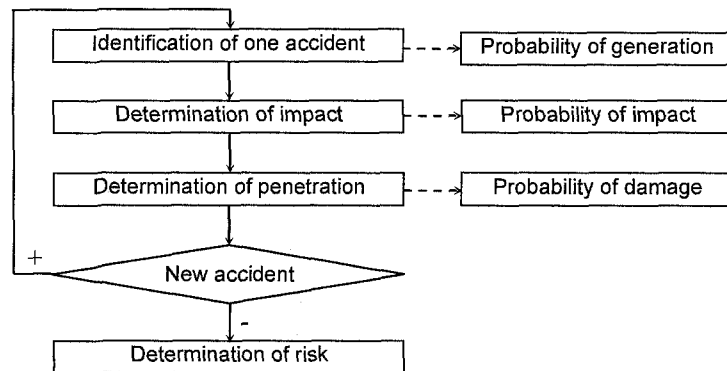 Identification of one accident
Probability of generation
Determination of impact
Probability of impact
Determination of penetration
Probability of damage
+
New accident
-
Determination of risk